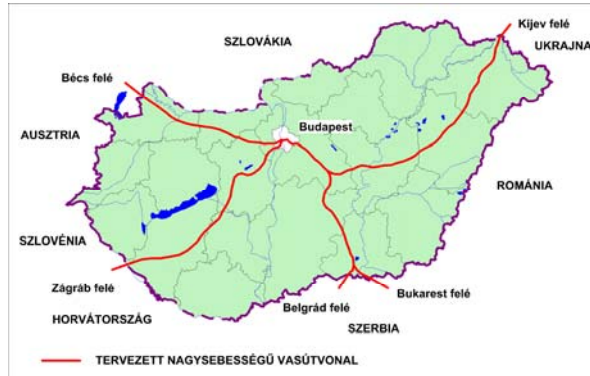 Kijev felé
SZLOVÁKIA
UKRAJNA
Bécs felé
Budapest
AUSZTRIA
ROMÁNIA
SZLOVÉNIA
Zágráb felé
Bukarest felé
Belgrád felé
HORVÁTORSZÁG
SZERBIA
TERVEZETT NAGYSEBESSÉGŰ VASÚTVONAL